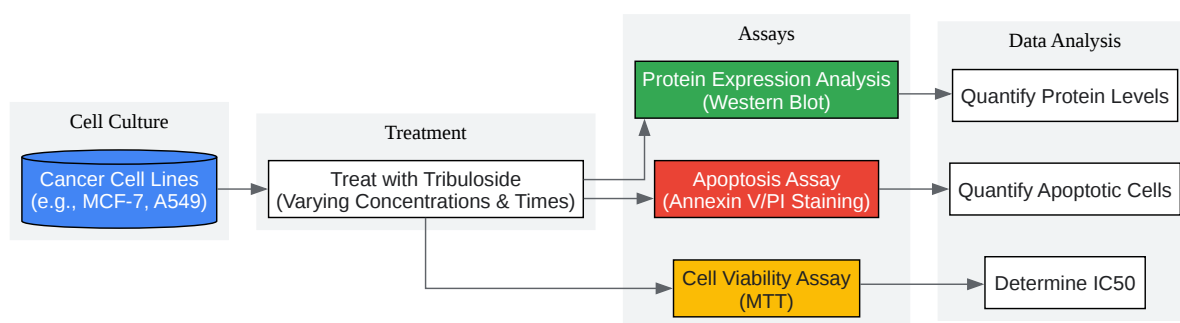 Cell Culture
Cancer Cell Lines
(e.g., MCF-7, A549)
Treatment
Treat with Tribuloside
(Varying Concentrations & Times)
Assays
Protein Expression Analysis
(Western Blot)
Apoptosis Assay
(Annexin V/PI Staining)
Cell Viability Assay
(MTT)
Data Analysis
Quantify Protein Levels
Quantify Apoptotic Cells
Determine IC50